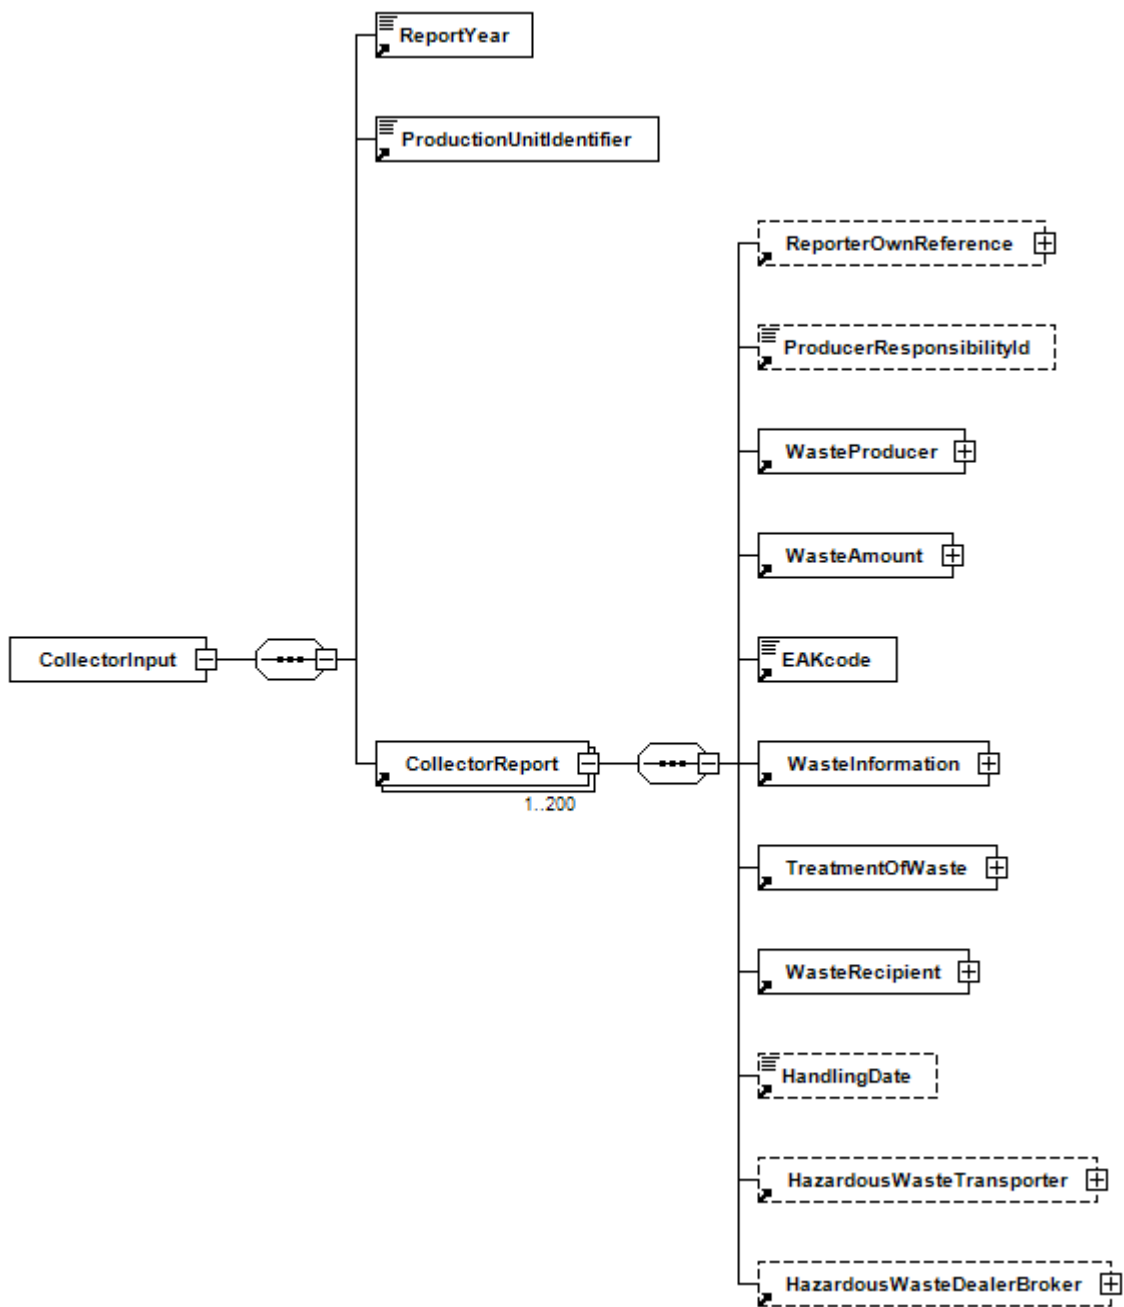 ReportYear
ProductionUnitIdentifier
ReporterOwnReference
ProducerResponsibilityId
WasteProducer
WasteAmount
CollectorInput
EAKcode
CollectorReport
1..200
WasteInformation
TreatmentOfWaste
WasteRecipient
HandlingDate
HazardousWasteTransporter
HazardousWasteDealerBroker